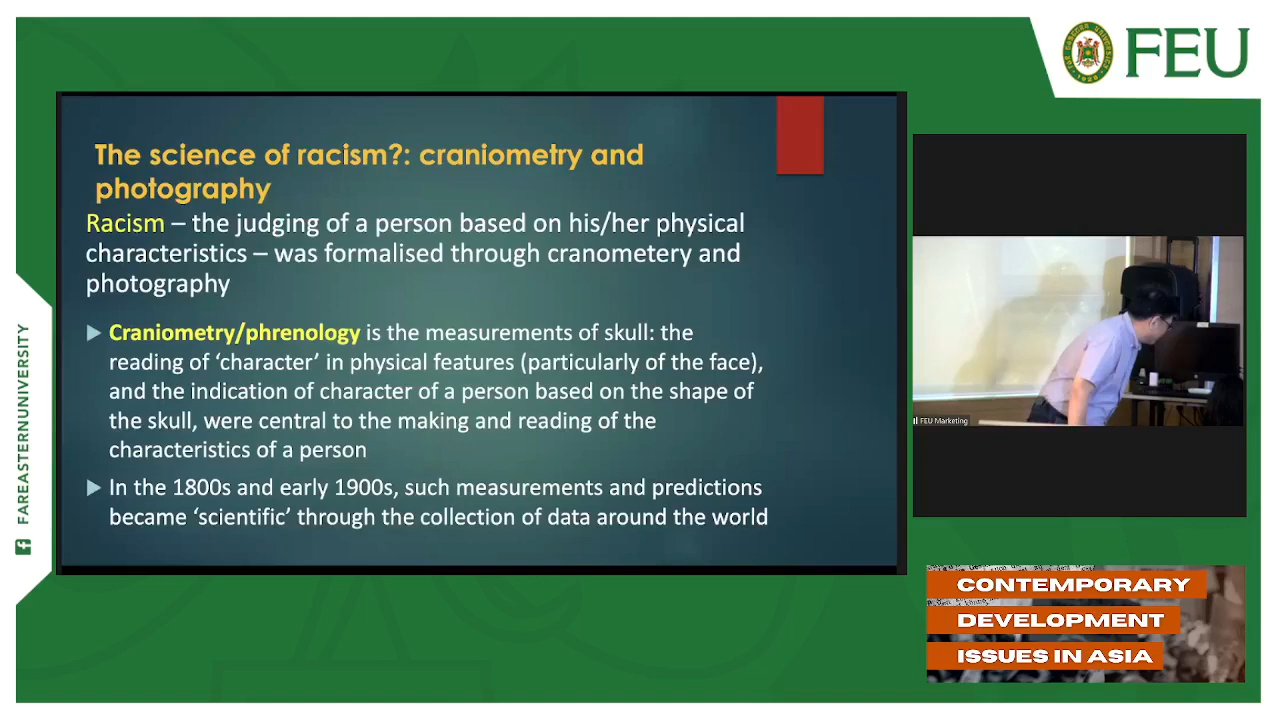 FEU
The science of racism?: craniometry and
photography
Racism – the judging of a person based on his/her physical
characteristics – was formalised through cranometery and
photography
Craniometry/phrenology is the measurements of skull: the
reading of ‘character’ in physical features (particularly of the face),
and the indication of character of a person based on the shape of
the skull, were central to the making and reading of the
characteristics of a person
In the 1800s and early 1900s, such measurements and predictions
became ‘scientific’ through the collection of data around the world
FEU Marketing
FAREASTERNUNIVERSITY
CONTEMPORARY
DEVELOPMENT
ISSUES IN ASIA